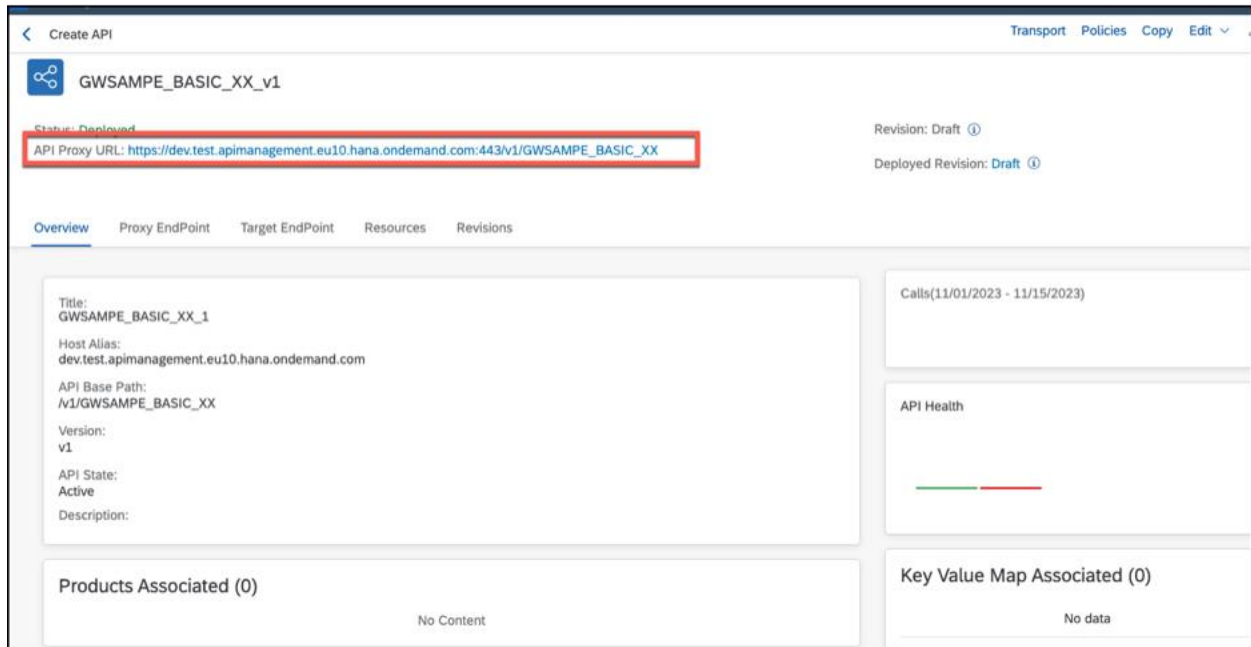 Create API
Transport Policies Copy Edit
GWSAMPE_BASIC_XX_v1
Status: Deployed
API Proxy URL: https://dev.test.apimanagement.eu10.hana.ondemand.com:443/v1/GWSAMPE_BASIC_XX
Revision: Draft
Deployed Revision: Draft
Overview Proxy EndPoint Target EndPoint Resources Revisions
Title:
GWSAMPE_BASIC_XX_1
Host Alias:
dev.test.apimanagement.eu10.hana.ondemand.com
API Base Path:
/v1/GWSAMPE_BASIC_XX
Version:
v1
API State:
Active
Description:
Calls(11/01/2023 - 11/15/2023)
API Health
Products Associated (0)
No Content
Key Value Map Associated (0)
No data